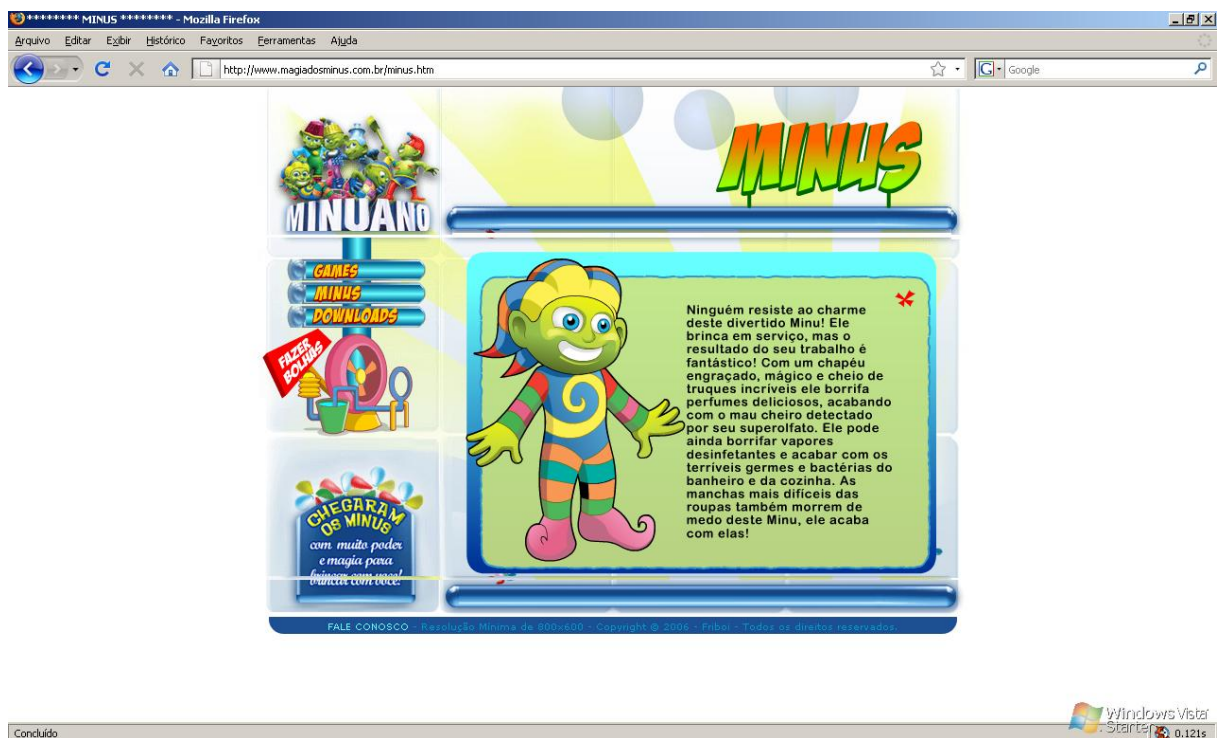 ******** MINUS ******** - Mozilla Firefox
Arquivo Editar Exibir Histórico Favoritos Ferramentas Ajuda
http://www.magiadosminus.com.br/minus.htm
G Google
MINUANO
MINUS
GAMES
MINUS
DOWNLOADS
FAZER
BOLHAS
CHEGARAM
OS MINUS
com muito poder
e magia para
brincar com você!
Ninguém resiste ao charme
deste divertido Minu! Ele
brinca em serviço, mas o
resultado do seu trabalho é
fantástico! Com um chapéu
engraçado, mágico e cheio de
truques incríveis ele borrifa
perfumes deliciosos, acabando
com o mau cheiro detectado
por seu superolfato. Ele pode
ainda borrifar vapores
desinfetantes e acabar com os
terríveis germes e bactérias do
banheiro e da cozinha. As
manchas mais difíceis das
roupas também morrem de
medo deste Minu, ele acaba
com elas!
FALE CONOSCO - Resolução Mínima de 800x600 - Copyright © 2006 - Friboi - Todos os direitos reservados.
Windows Vista
Starter
Concluído
0.121s